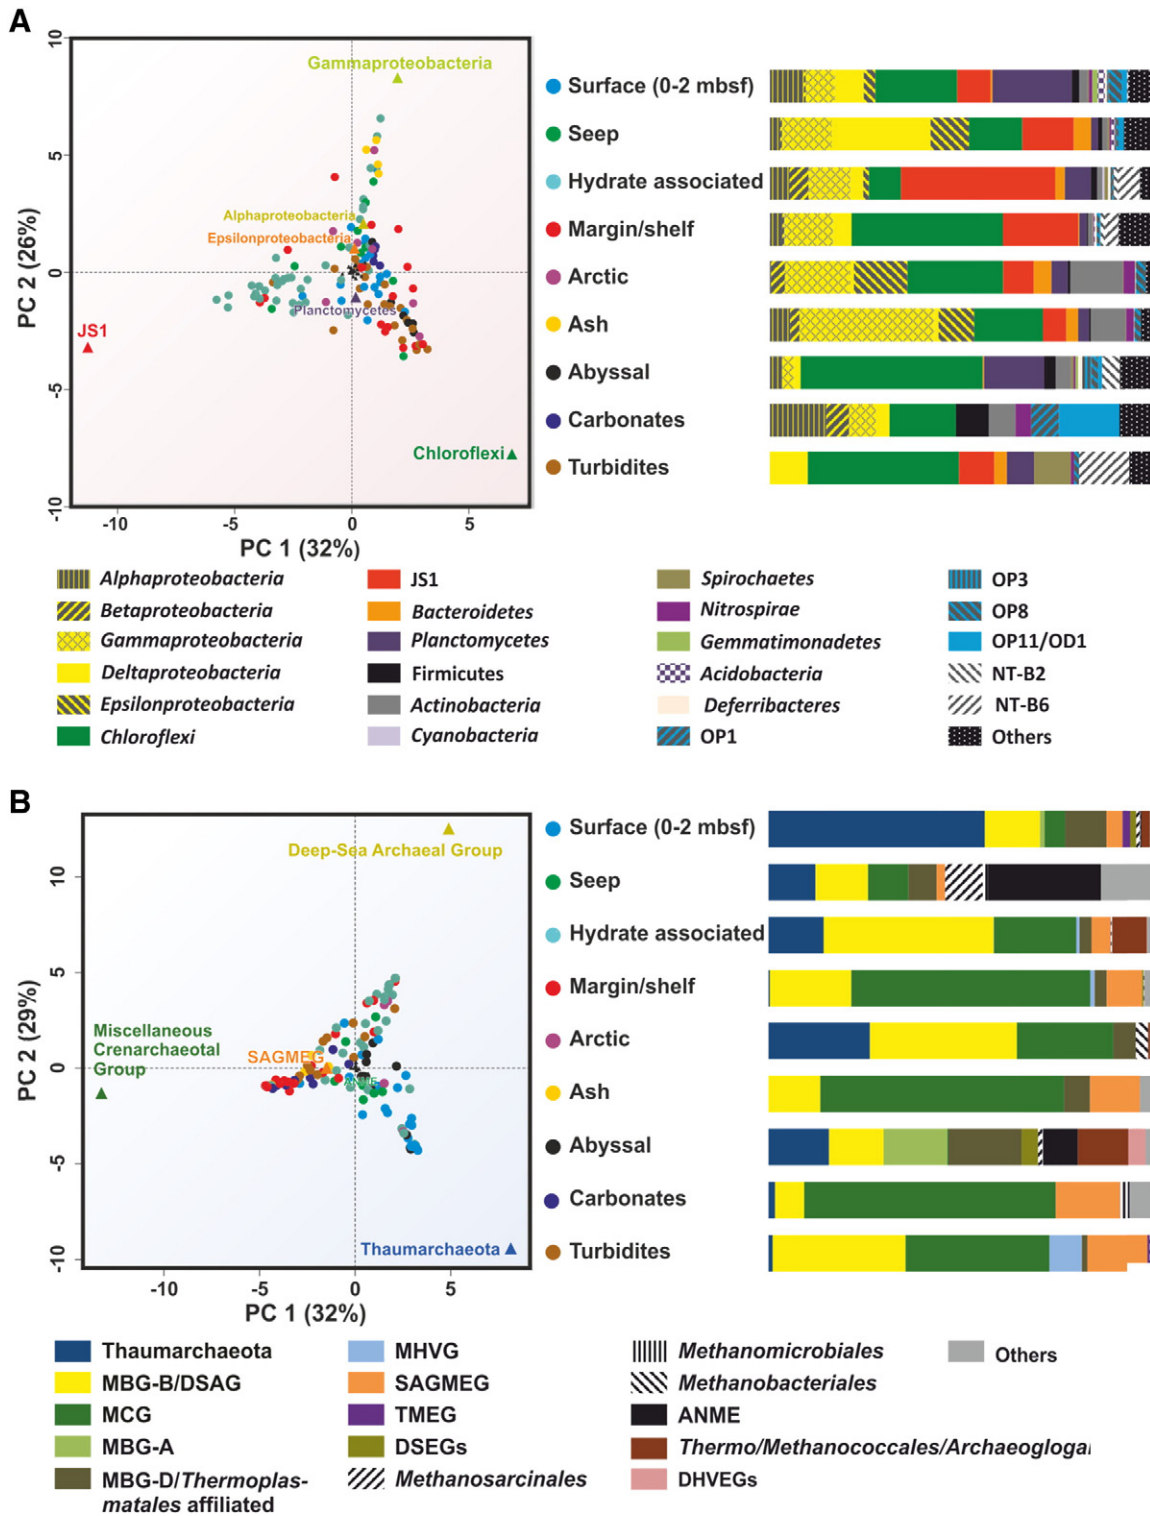 A
10
5
0
-5
-10
PC 2 (26%)
-10
-5
0
5
PC 1 (32%)
Gammaproteobacteria
Alphaproteobacteria
Epsilonproteobacteria
Planctomycetes
JS1
Chloroflexi
Surface (0-2 mbsf)
Seep
Hydrate associated
Margin/shelf
Arctic
Ash
Abyssal
Carbonates
Turbidites
Alphaproteobacteria
Betaproteobacteria
Gammaproteobacteria
Deltaproteobacteria
Epsilonproteobacteria
Chloroflexi
JS1
Bacteroidetes
Planctomycetes
Firmicutes
Actinobacteria
Cyanobacteria
Spirochaetes
Nitrospirae
Gemmatimonadetes
Acidobacteria
Deferribacteres
OP1
OP3
OP8
OP11/OD1
NT-B2
NT-B6
Others
B
10
5
0
-5
-10
PC 2 (29%)
-10
-5
0
5
PC 1 (32%)
Deep-Sea Archaeal Group
Miscellaneous
Crenarchaeotal
Group
SAGMEG
ANME
Thaumarchaeota
Surface (0-2 mbsf)
Seep
Hydrate associated
Margin/shelf
Arctic
Ash
Abyssal
Carbonates
Turbidites
Thaumarchaeota
MBG-B/DSAG
MCG
MBG-A
MBG-D/Thermoplas-
matales affiliated
MHVG
SAGMEG
TMEG
DSEGs
Methanosarcinales
Methanomicrobiales
Methanobacteriales
ANME
Thermo/Methanococcales/Archaeoglogal
DHVEGs
Others